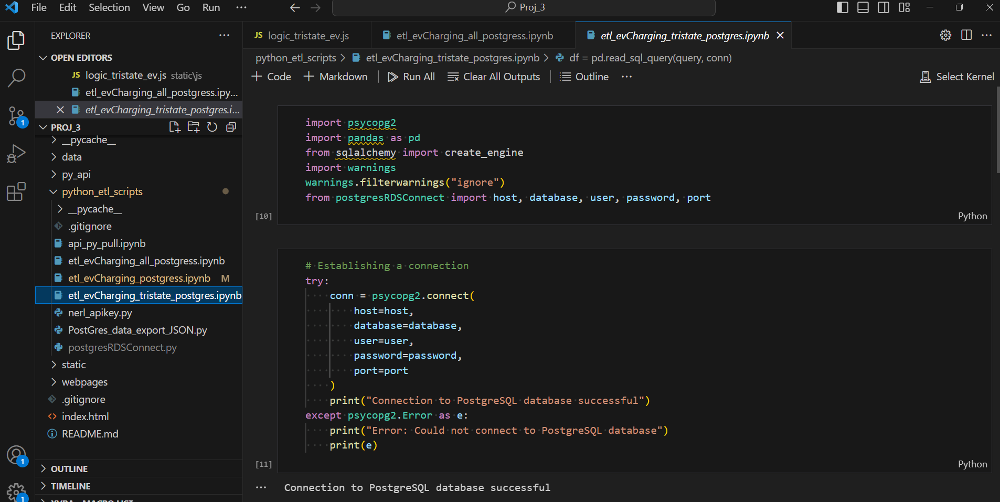 File Edit Selection View Go Run ···
Proj_3
EXPLORER ···
OPEN EDITORS
JS logic_tristate_ev.js static\js
etl_evCharging_all_postgress.ipy...
etl_evCharging_tristate_postgres.i...
PROJ_3
__pycache__
data
py_api
python_etl_scripts
__pycache__
.gitignore
api_py_pull.ipynb
etl_evCharging_all_postgress.ipynb
etl_evCharging_postgress.ipynb M
etl_evCharging_tristate_postgres.ipynb
nerl_apikey.py
PostGres_data_export_JSON.py
postgresRDSConnect.py
static
webpages
.gitignore
index.html
README.md
OUTLINE
TIMELINE
1
1
1
JS logic_tristate_ev.js etl_evCharging_all_postgress.ipynb etl_evCharging_tristate_postgres.ipynb
python_etl_scripts > etl_evCharging_tristate_postgres.ipynb > df = pd.read_sql_query(query, conn)
+ Code + Markdown | Run All Clear All Outputs | Outline ··· Select Kernel
import psycopg2
import pandas as pd
from sqlalchemy import create_engine
import warnings
warnings.filterwarnings("ignore")
from postgresRDSConnect import host, database, user, password, port
[10] Python
# Establishing a connection
try:
    conn = psycopg2.connect(
        host=host,
        database=database,
        user=user,
        password=password,
        port=port
    )
    print("Connection to PostgreSQL database successful")
except psycopg2.Error as e:
    print("Error: Could not connect to PostgreSQL database")
    print(e)
[11] Python
··· Connection to PostgreSQL database successful